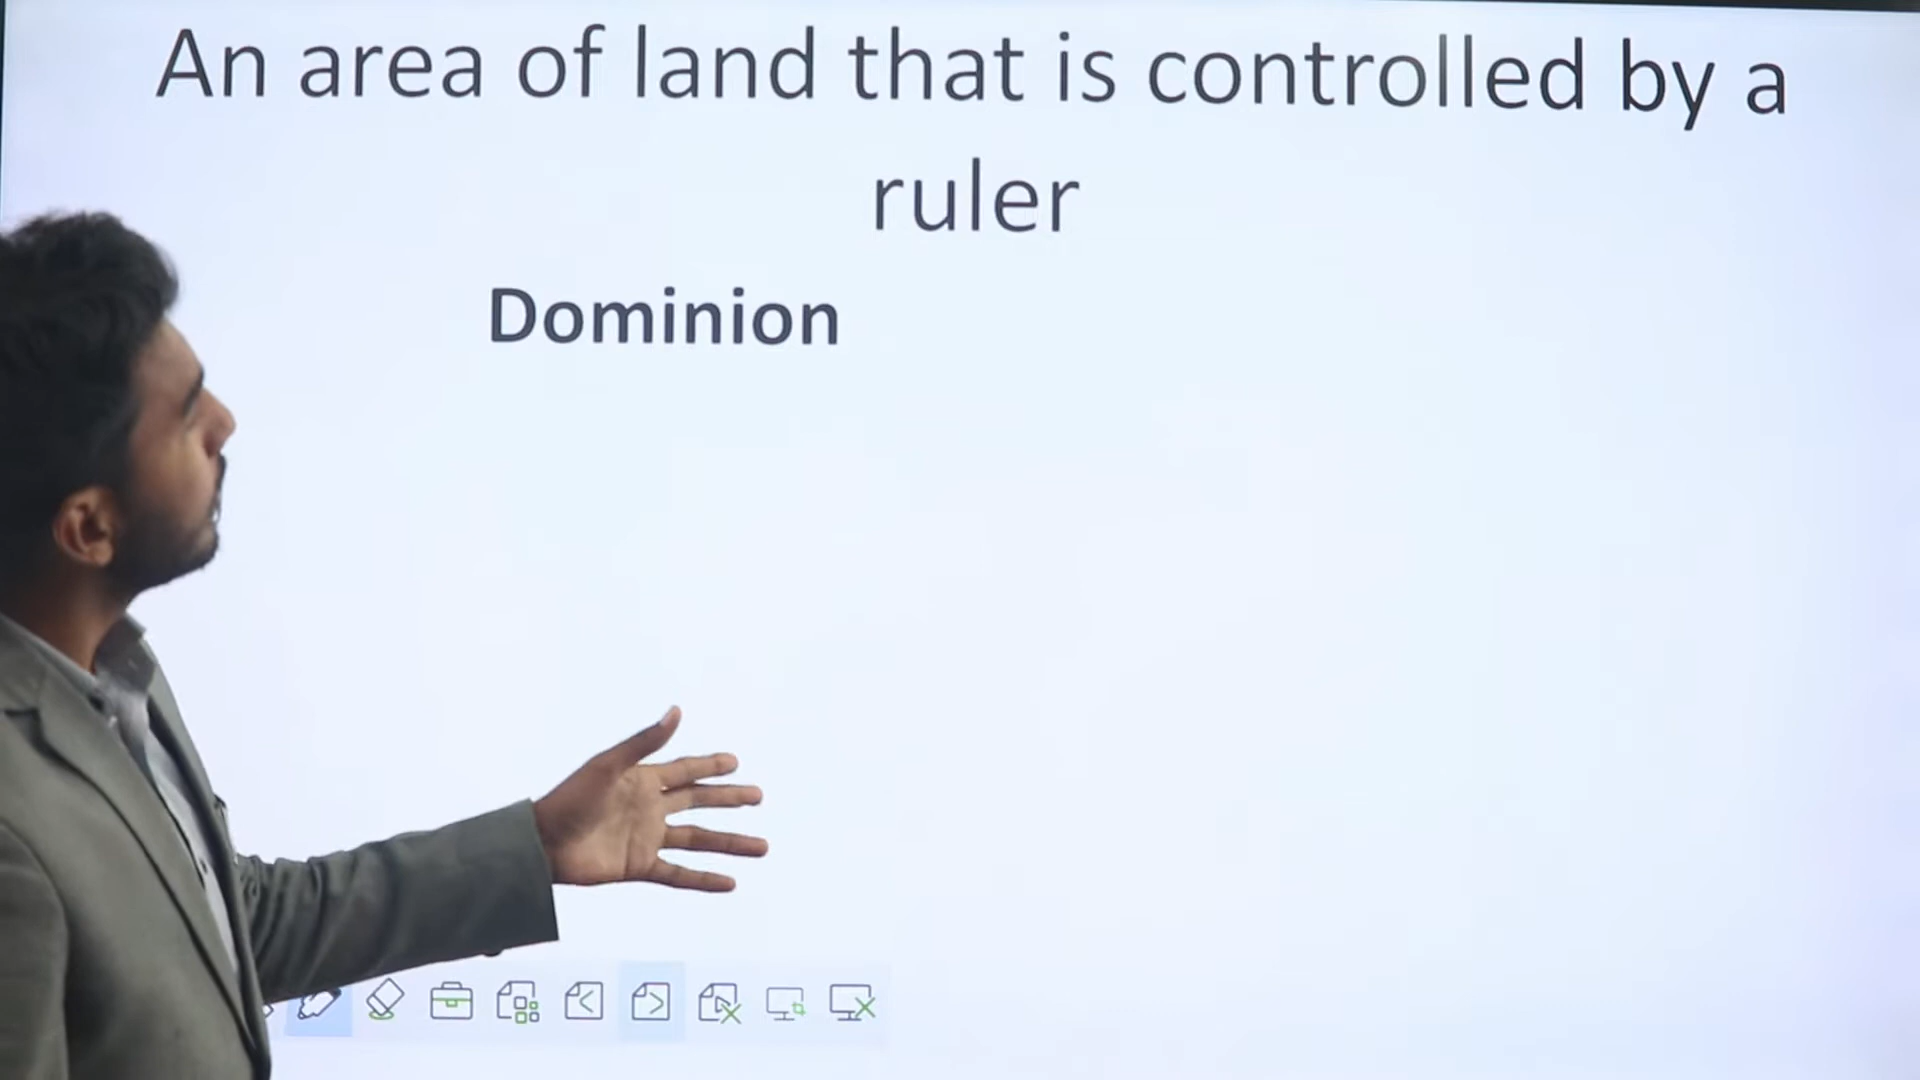 An area of land that is controlled by a
ruler
Dominion